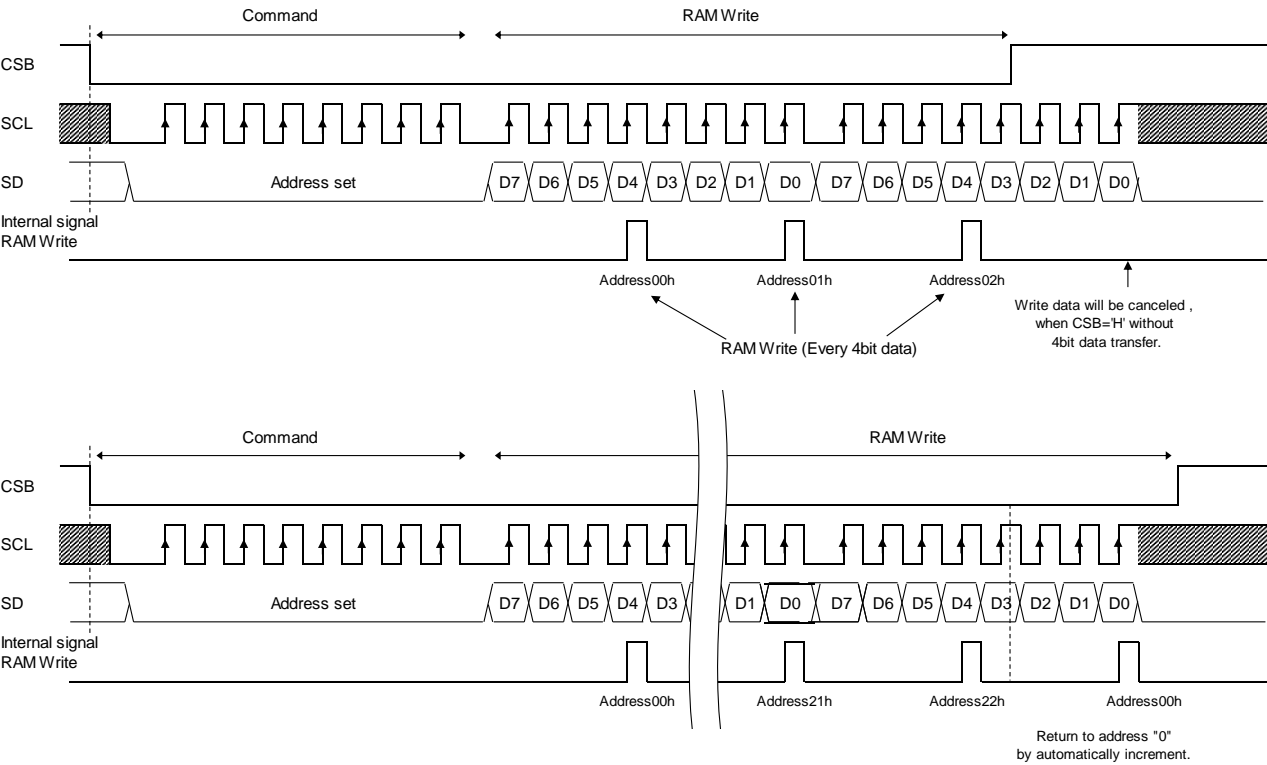 Command RAM Write
CSB
SCL
SD Address set D7 D6 D5 D4 D3 D2 D1 D0 D7 D6 D5 D4 D3 D2 D1 D0
Internal signal
RAM Write
Address00h Address01h Address02h
Write data will be canceled ,
when CSB='H' without
4bit data transfer.
RAM Write (Every 4bit data)
Command RAM Write
CSB
SCL
SD Address set D7 D6 D5 D4 D3 D1 D0 D7 D6 D5 D4 D3 D2 D1 D0
Internal signal
RAM Write
Address00h Address21h Address22h Address00h
Return to address "0"
by automatically increment.